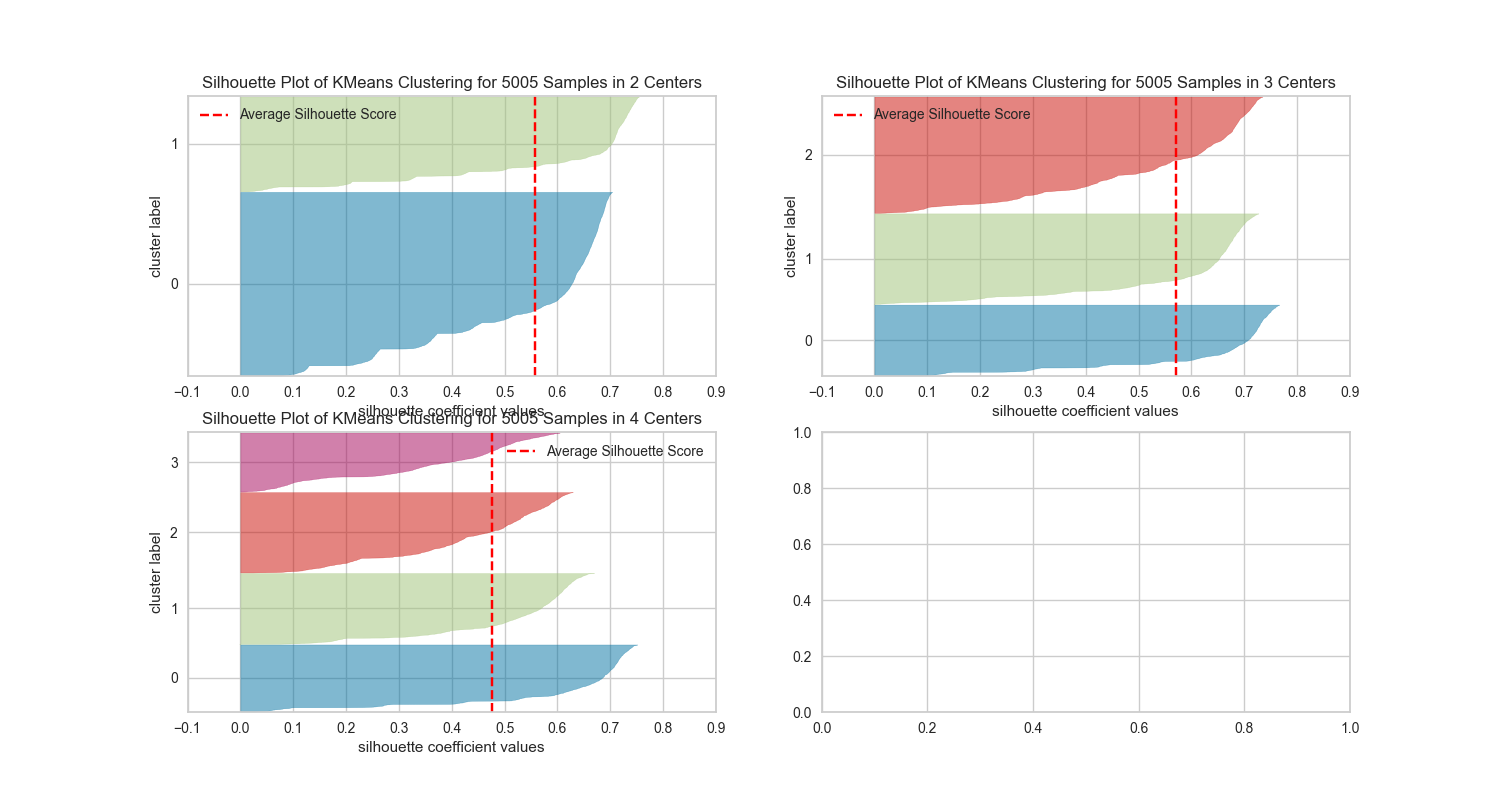 Silhouette Plot of KMeans Clustering for 5005 Samples in 2 Centers
Average Silhouette Score
1
0
cluster label
−0.1 0.0 0.1 0.2 0.3 0.4 0.5 0.6 0.7 0.8 0.9
silhouette coefficient values
Silhouette Plot of KMeans Clustering for 5005 Samples in 3 Centers
Average Silhouette Score
2
1
0
cluster label
−0.1 0.0 0.1 0.2 0.3 0.4 0.5 0.6 0.7 0.8 0.9
silhouette coefficient values
Silhouette Plot of KMeans Clustering for 5005 Samples in 4 Centers
Average Silhouette Score
3
2
1
0
cluster label
−0.1 0.0 0.1 0.2 0.3 0.4 0.5 0.6 0.7 0.8 0.9
silhouette coefficient values
1.0
0.8
0.6
0.4
0.2
0.0
0.0 0.2 0.4 0.6 0.8 1.0